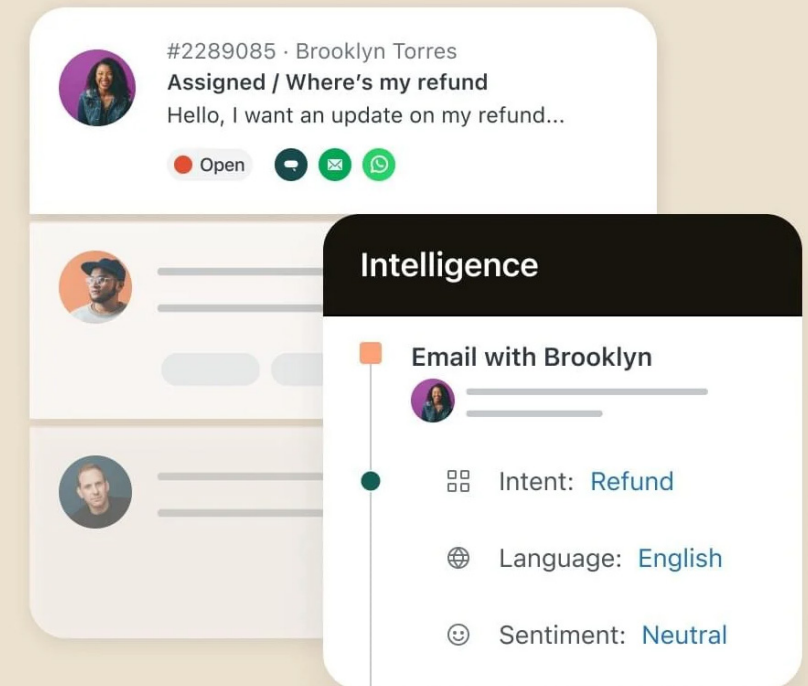 #2289085 · Brooklyn Torres
Assigned / Where’s my refund
Hello, I want an update on my refund...
Open
Intelligence
Email with Brooklyn
Intent: Refund
Language: English
Sentiment: Neutral